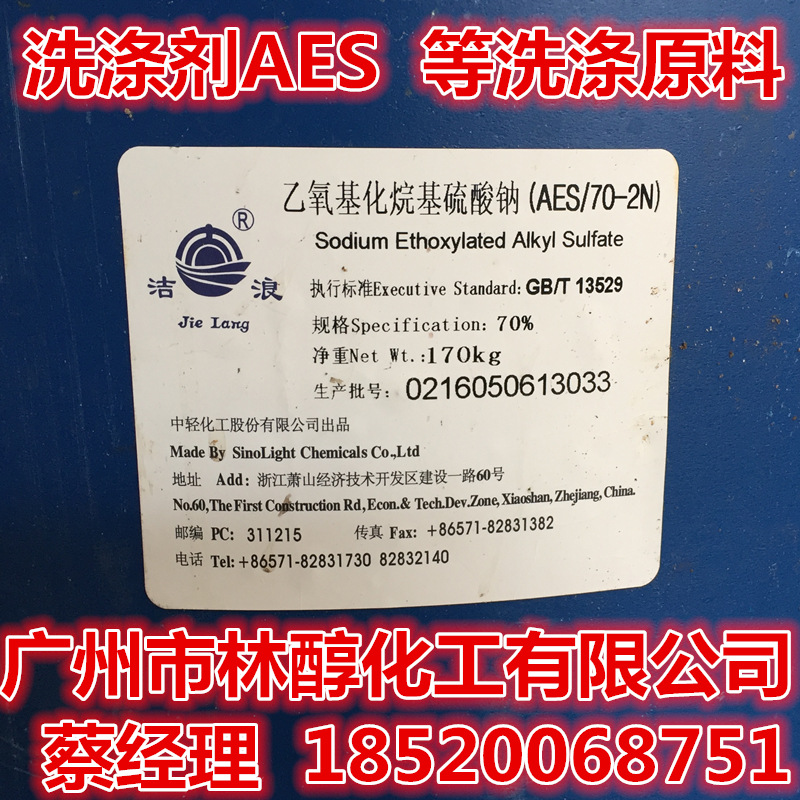 洗涤剂AES 等洗涤原料
®
洁 浪
Jie Lang
乙氧基化烷基硫酸钠(AES/70-2N)
Sodium Ethoxylated Alkyl Sulfate
执行标准Executive Standard: GB/T 13529
规格Specification: 70%
净重Net Wt.:170kg
生产批号: 0216050613033
中轻化工股份有限公司出品
Made By SinoLight Chemicals Co.,Ltd
地址 Add: 浙江萧山经济技术开发区建设一路60号
No.60,The First Construction Rd,Econ.& Tech.Dev.Zone, Xiaoshan, Zhejiang, China.
邮编 PC: 311215 传真 Fax: +86571-82831382
电话 Tel: +86571-82831730 82832140
广州市林醇化工有限公司
蔡经理 18520068751